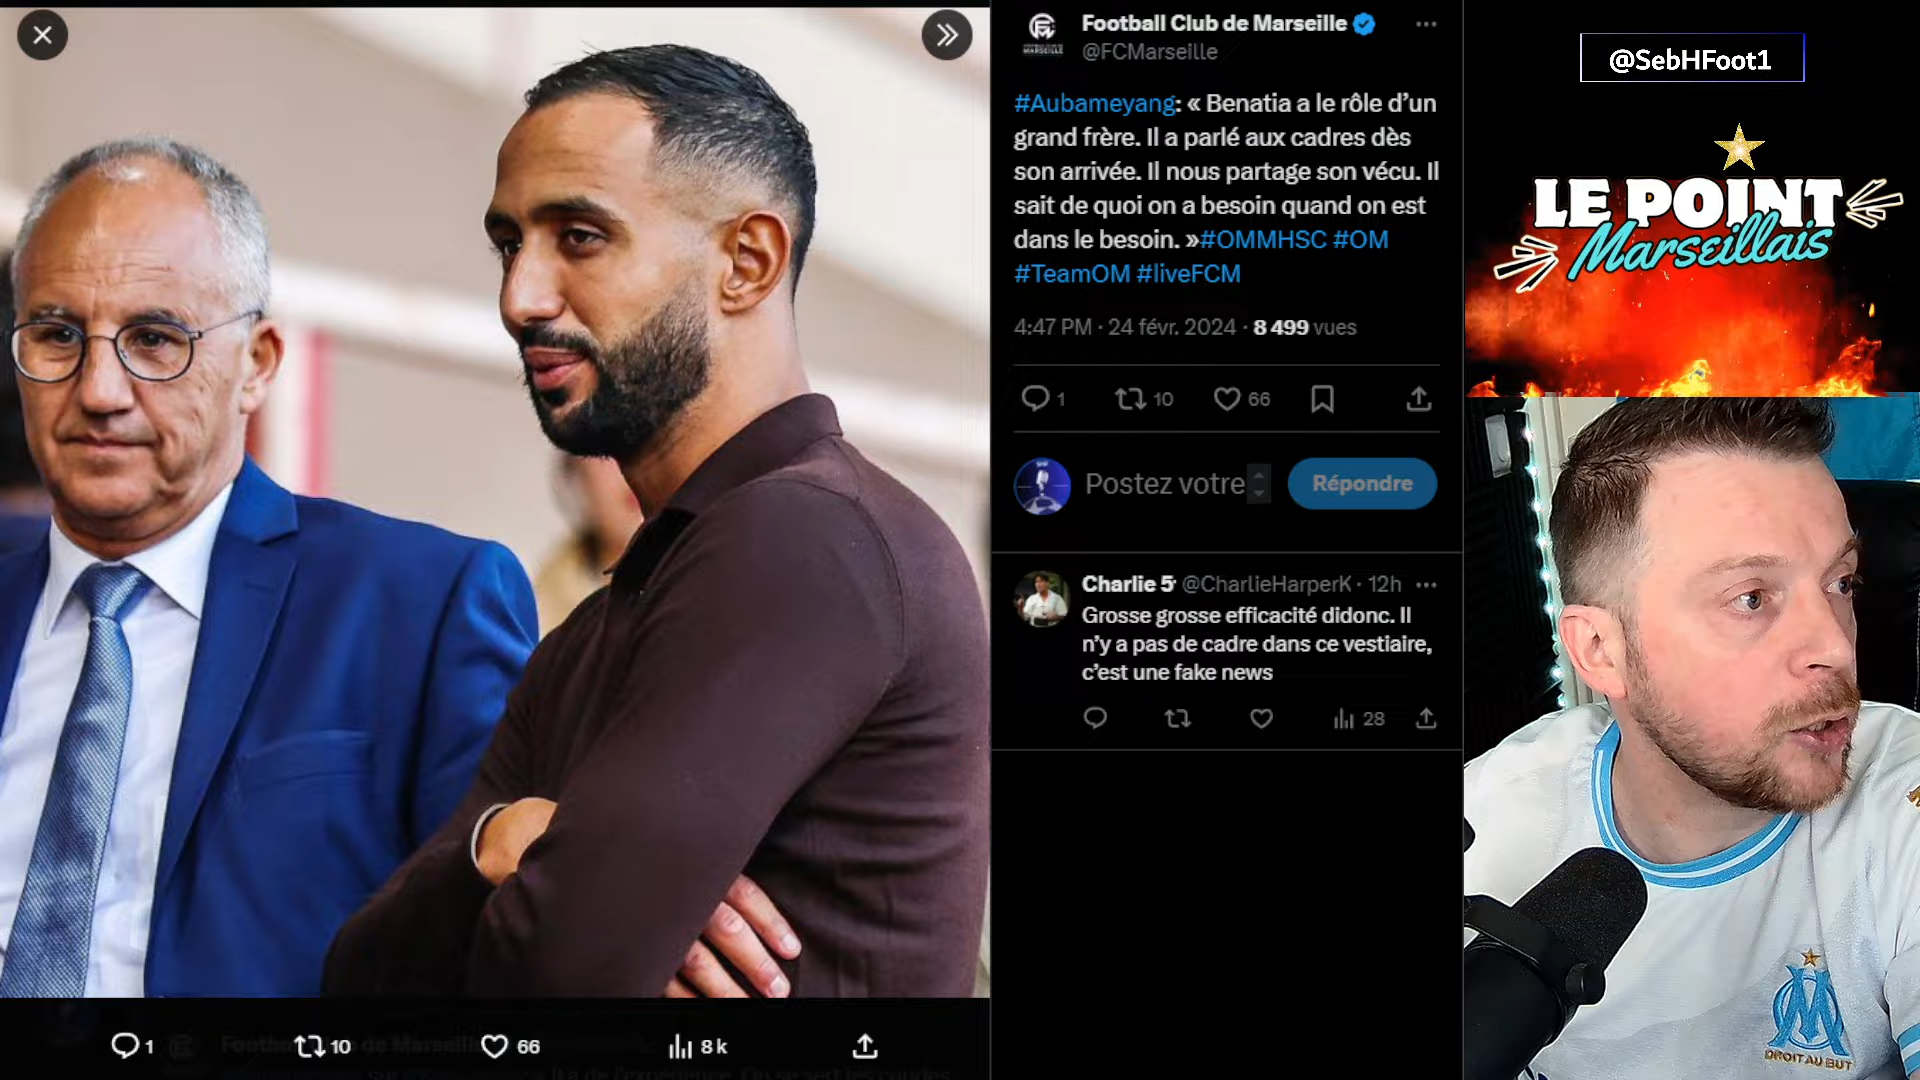 Football Club de Marseille
@FCMarseille
#Aubameyang: « Benatia a le rôle d’un
grand frère. Il a parlé aux cadres dès
son arrivée. Il nous partage son vécu. Il
sait de quoi on a besoin quand on est
dans le besoin. »#OMMHSC #OM
#TeamOM #liveFCM
4:47 PM · 24 févr. 2024 · 8 499 vues
1 10 66
Postez votre
Répondre
Charlie 5 @CharlieHarperK · 12h
Grosse grosse efficacité didonc. Il
n’y a pas de cadre dans ce vestiaire,
c’est une fake news
28
1 10 66 8 k
@SebHFoot1
LE POINT
Marseillais
DROIT AU BUT